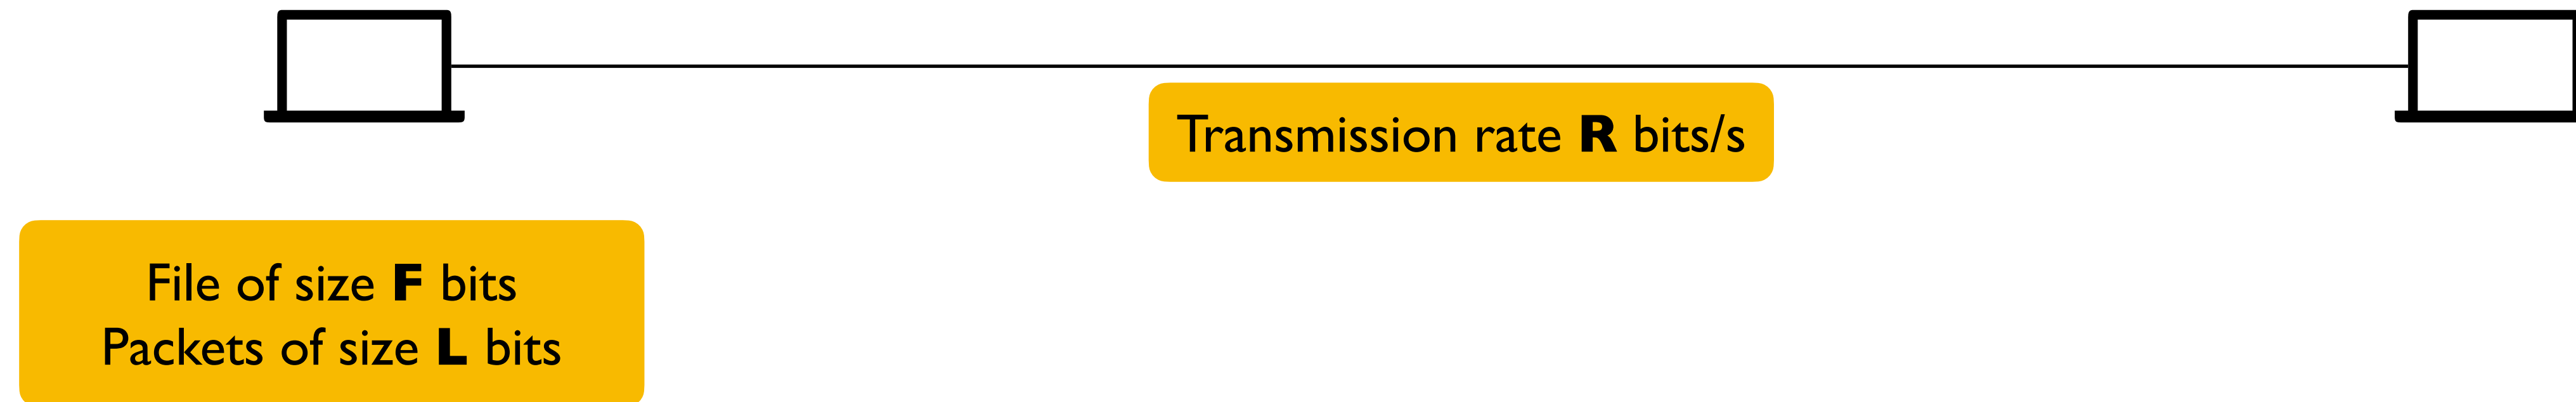 Transmission rate R bits/s
File of size F bits
Packets of size L bits